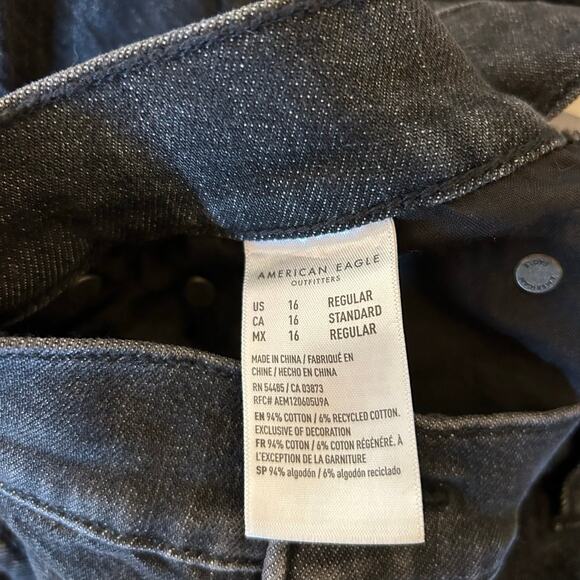 AMERICAN EAGLE
OUTFITTERS
US 16 REGULAR
CA 16 STANDARD
MX 16 REGULAR
MADE IN CHINA / FABRIQUÉ EN
CHINE / HECHO EN CHINA
RN 54485 / CA 03873
RFC# AEM120605U9A
EN 94% COTTON / 6% RECYCLED COTTON.
EXCLUSIVE OF DECORATION
FR 94% COTON / 6% COTON RÉGÉNÉRÉ. À
L'EXCEPTION DE LA GARNITURE
SP 94% algodón / 6% algodón reciclado